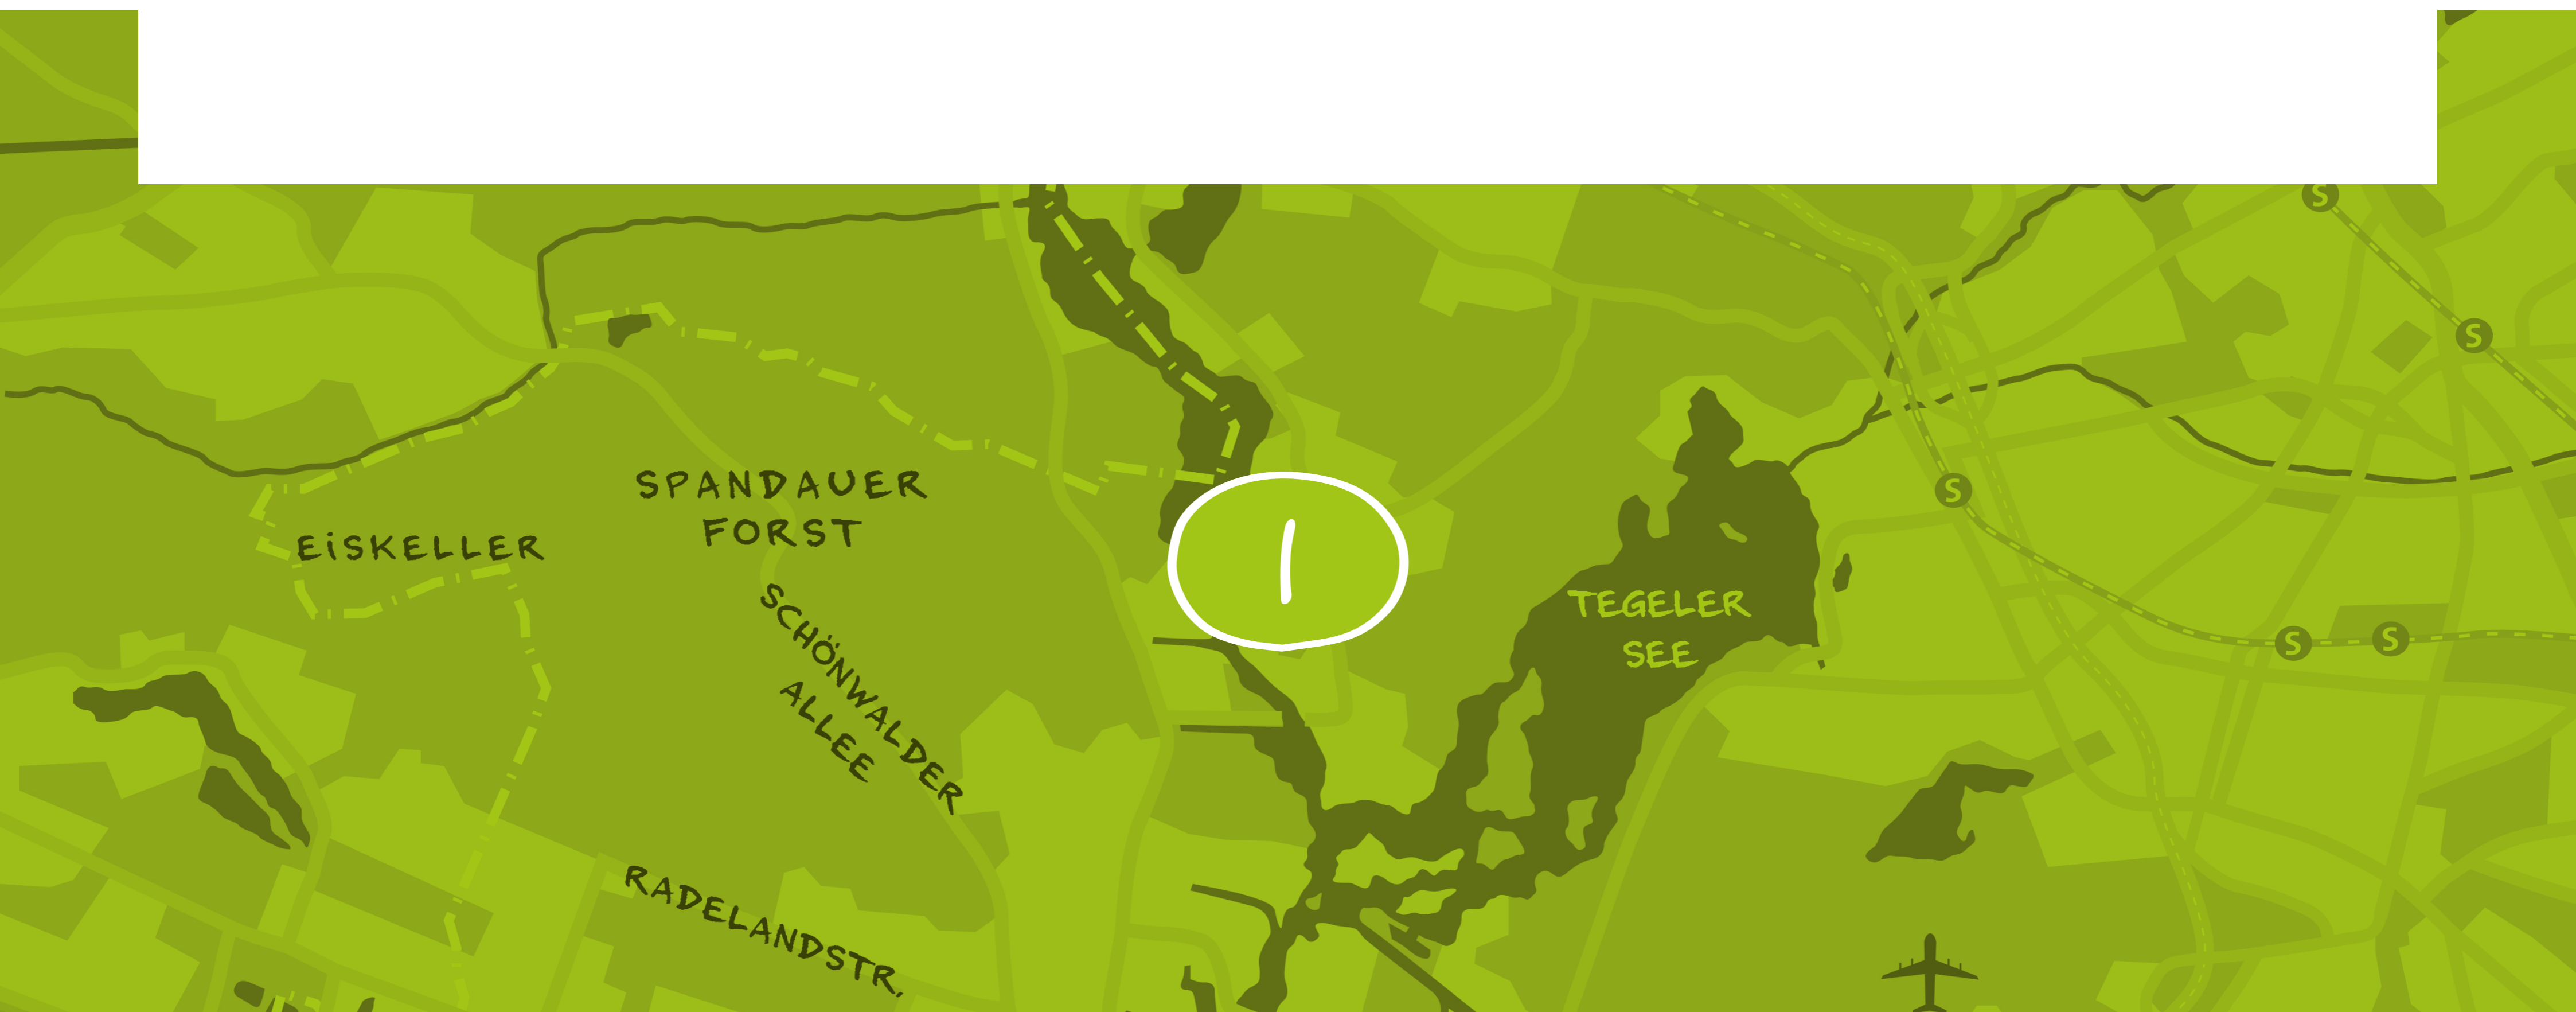 S
S
SPANDAUER
FORST
S
EiSKELLER
1
TEGELER
SEE
SCHÖNWALDER
ALLEE
S
S
RADELANDSTR.